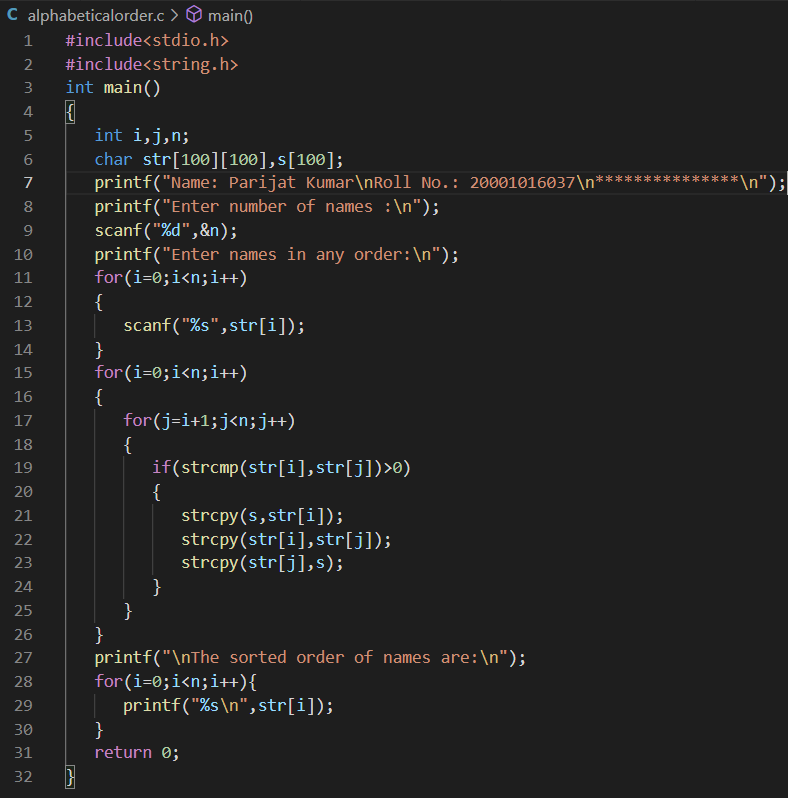 C alphabeticalorder.c > main()
1 #include<stdio.h>
2 #include<string.h>
3 int main()
4 {
5    int i,j,n;
6    char str[100][100],s[100];
7    printf("Name: Parijat Kumar\nRoll No.: 20001016037\n***************\n");
8    printf("Enter number of names :\n");
9    scanf("%d",&n);
10    printf("Enter names in any order:\n");
11    for(i=0;i<n;i++)
12    {
13       scanf("%s",str[i]);
14    }
15    for(i=0;i<n;i++)
16    {
17       for(j=i+1;j<n;j++)
18       {
19          if(strcmp(str[i],str[j])>0)
20          {
21             strcpy(s,str[i]);
22             strcpy(str[i],str[j]);
23             strcpy(str[j],s);
24          }
25       }
26    }
27    printf("\nThe sorted order of names are:\n");
28    for(i=0;i<n;i++){
29       printf("%s\n",str[i]);
30    }
31    return 0;
32 }